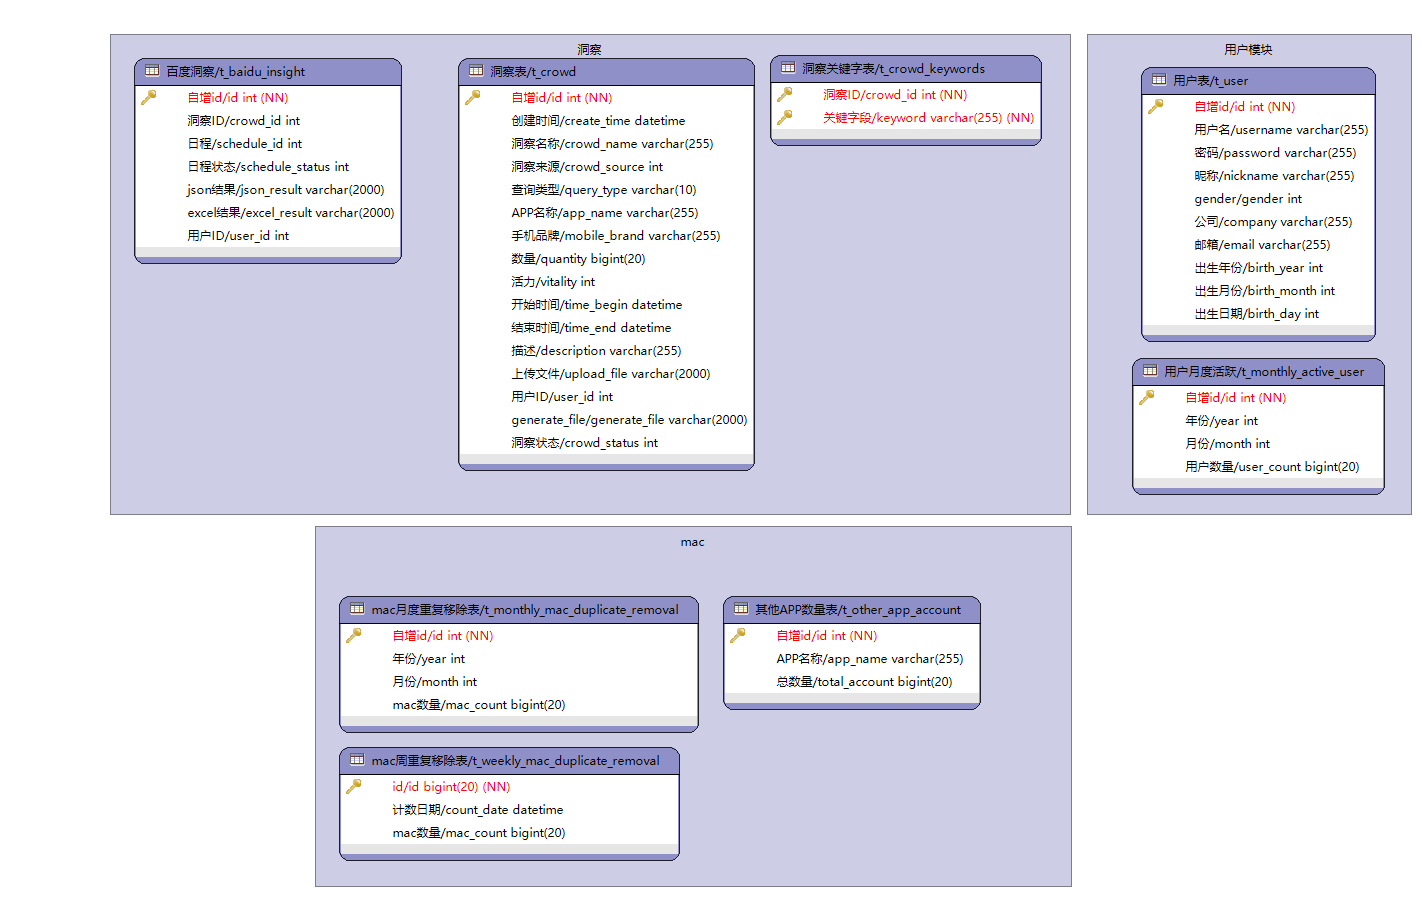 洞察
百度洞察/t_baidu_insight
自增id/id int (NN)
洞察ID/crowd_id int
日程/schedule_id int
日程状态/schedule_status int
json结果/json_result varchar(2000)
excel结果/excel_result varchar(2000)
用户ID/user_id int
洞察表/t_crowd
自增id/id int (NN)
创建时间/create_time datetime
洞察名称/crowd_name varchar(255)
洞察来源/crowd_source int
查询类型/query_type varchar(10)
APP名称/app_name varchar(255)
手机品牌/mobile_brand varchar(255)
数量/quantity bigint(20)
活力/vitality int
开始时间/time_begin datetime
结束时间/time_end datetime
描述/description varchar(255)
上传文件/upload_file varchar(2000)
用户ID/user_id int
generate_file/generate_file varchar(2000)
洞察状态/crowd_status int
洞察关键字表/t_crowd_keywords
洞察ID/crowd_id int (NN)
关键字段/keyword varchar(255) (NN)
用户模块
用户表/t_user
自增id/id int (NN)
用户名/username varchar(255)
密码/password varchar(255)
昵称/nickname varchar(255)
gender/gender int
公司/company varchar(255)
邮箱/email varchar(255)
出生年份/birth_year int
出生月份/birth_month int
出生日期/birth_day int
用户月度活跃/t_monthly_active_user
自增id/id int (NN)
年份/year int
月份/month int
用户数量/user_count bigint(20)
mac
mac月度重复移除表/t_monthly_mac_duplicate_removal
自增id/id int (NN)
年份/year int
月份/month int
mac数量/mac_count bigint(20)
其他APP数量表/t_other_app_account
自增id/id int (NN)
APP名称/app_name varchar(255)
总数量/total_account bigint(20)
mac周重复移除表/t_weekly_mac_duplicate_removal
id/id bigint(20) (NN)
计数日期/count_date datetime
mac数量/mac_count bigint(20)